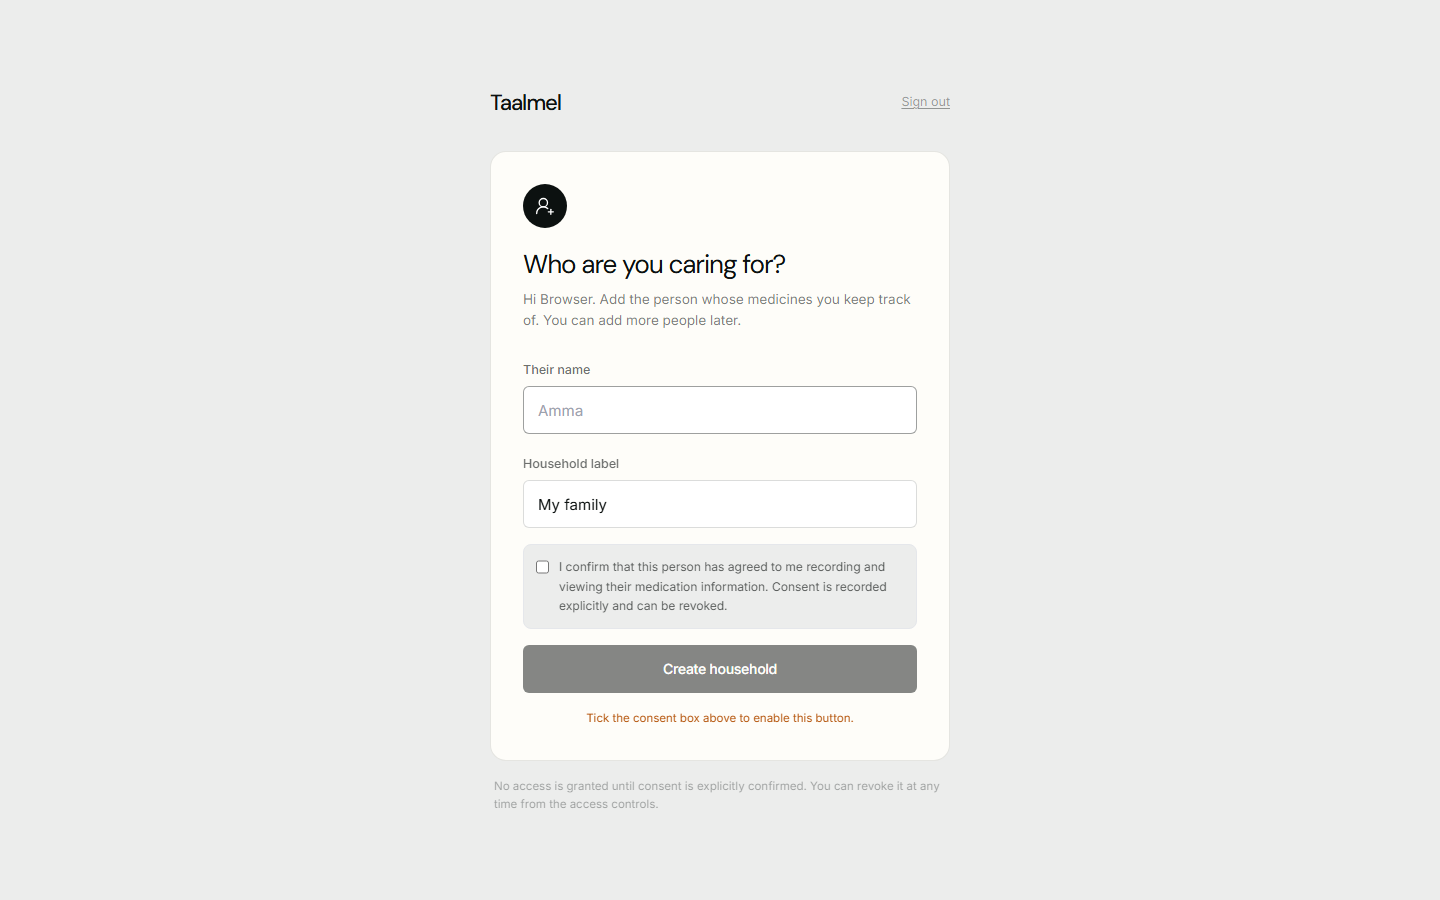 Taalmel
Sign out
Who are you caring for?
Hi Browser. Add the person whose medicines you keep track
of. You can add more people later.
Their name
Amma
Household label
My family
I confirm that this person has agreed to me recording and
viewing their medication information. Consent is recorded
explicitly and can be revoked.
Create household
Tick the consent box above to enable this button.
No access is granted until consent is explicitly confirmed. You can revoke it at any
time from the access controls.